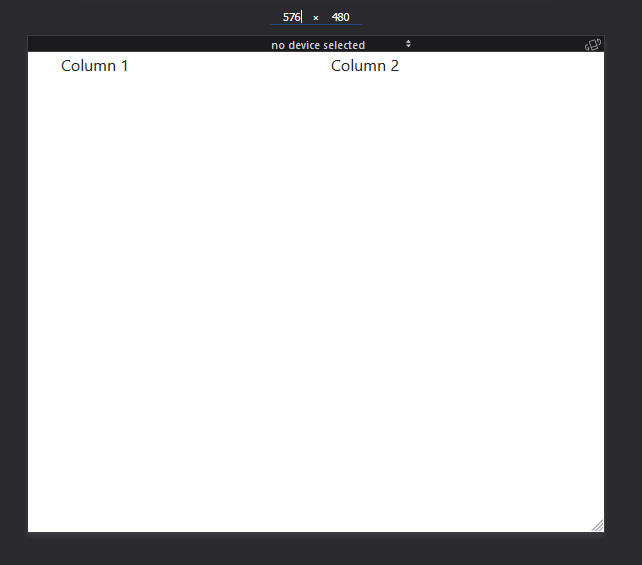 576 × 480
no device selected
Column 1 Column 2